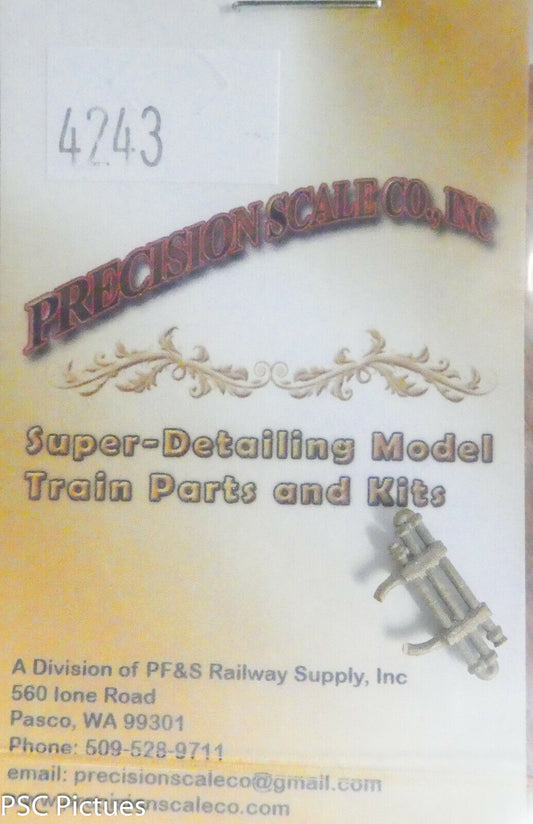 4243
PRECISION SCALE CO., INC
Super-Detailing Model
Train Parts and Kits
A Division of PF&S Railway Supply, Inc
560 Ione Road
Pasco, WA 99301
Phone: 509-528-9711
email: precisionscaleco@gmail.com
PSC Pictues